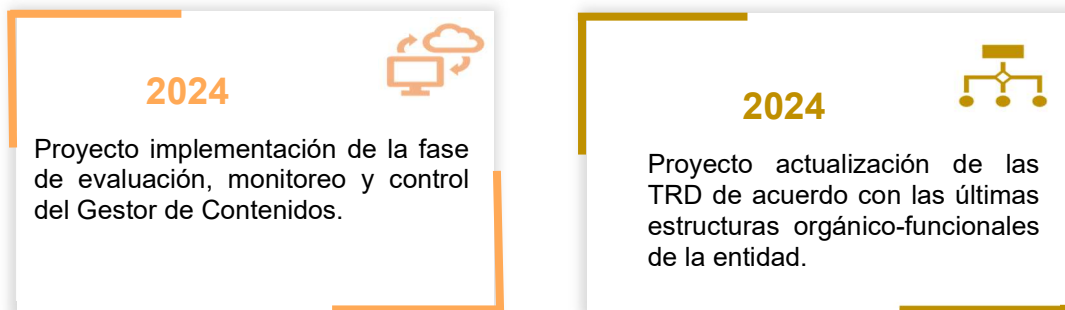 2024
Proyecto implementación de la fase
de evaluación, monitoreo y control
del Gestor de Contenidos.
2024
Proyecto actualización de las
TRD de acuerdo con las últimas
estructuras orgánico-funcionales
de la entidad.